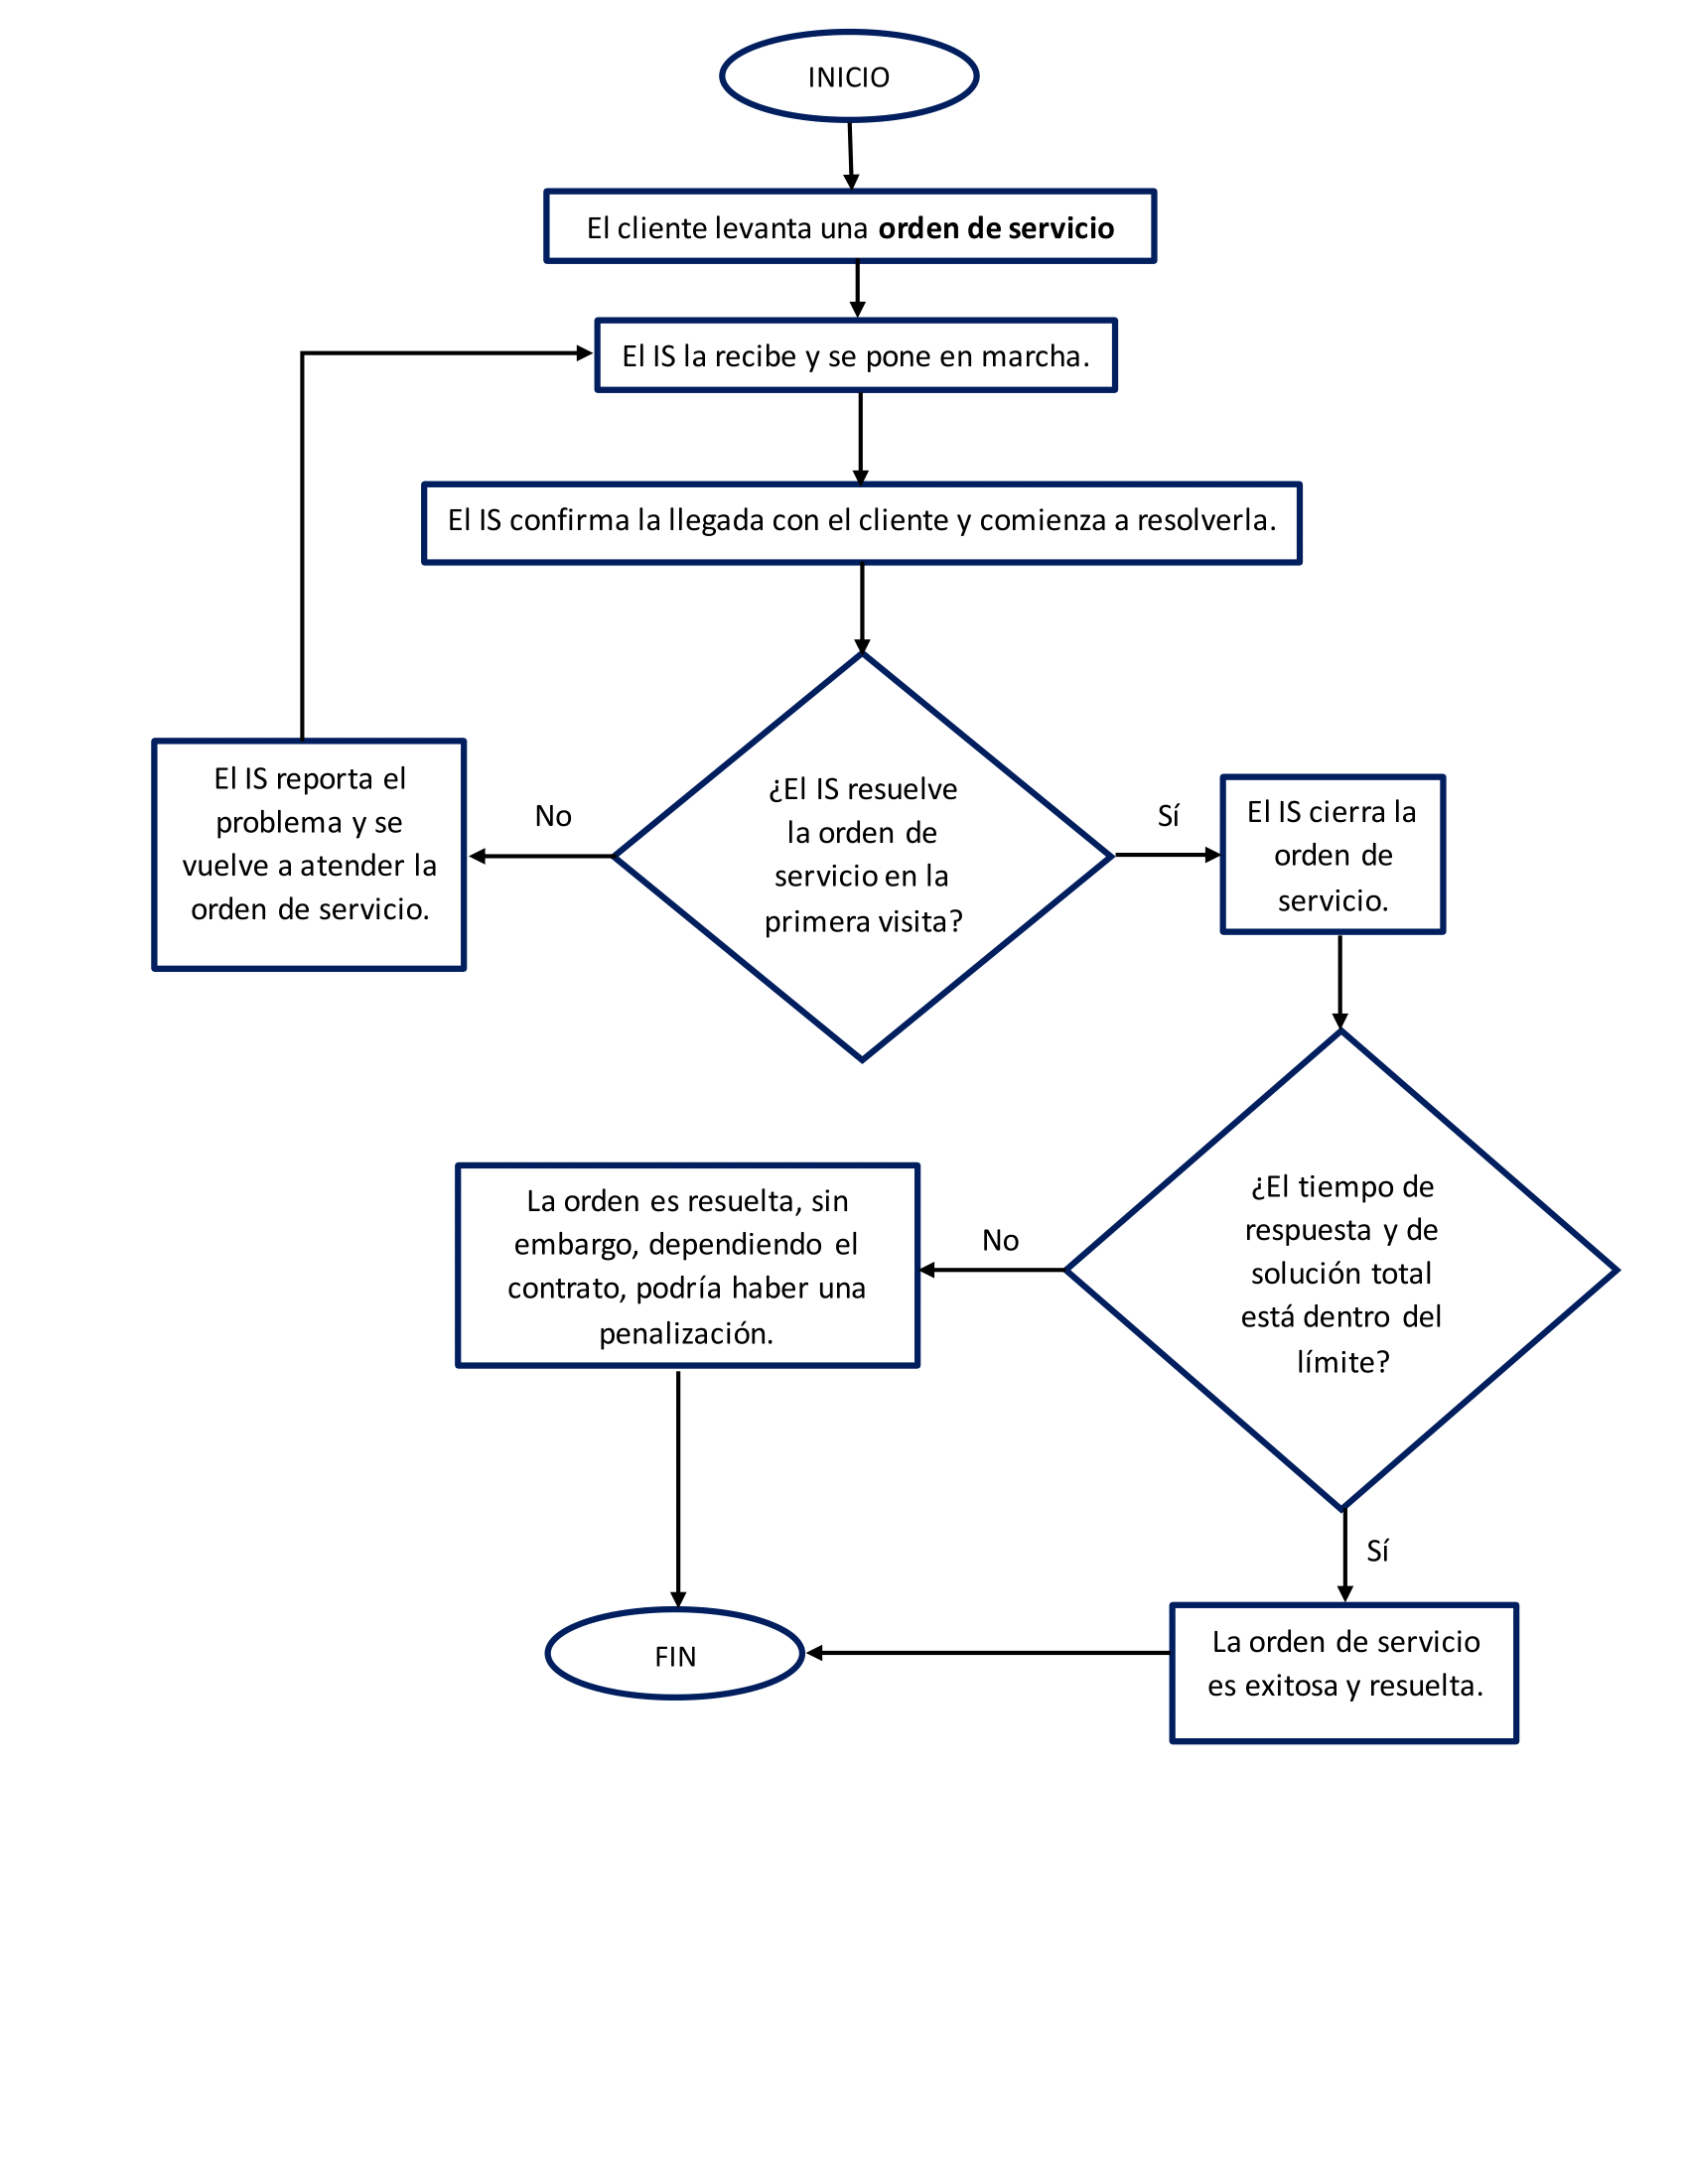 INICIO
El cliente levanta una orden de servicio
El IS la recibe y se pone en marcha.
El IS confirma la llegada con el cliente y comienza a resolverla.
¿El IS resuelve
la orden de
servicio en la
primera visita?
No
El IS reporta el
problema y se
vuelve a atender la
orden de servicio.
Sí
El IS cierra la
orden de
servicio.
¿El tiempo de
respuesta y de
solución total
está dentro del
límite?
No
La orden es resuelta, sin
embargo, dependiendo el
contrato, podría haber una
penalización.
Sí
La orden de servicio
es exitosa y resuelta.
FIN